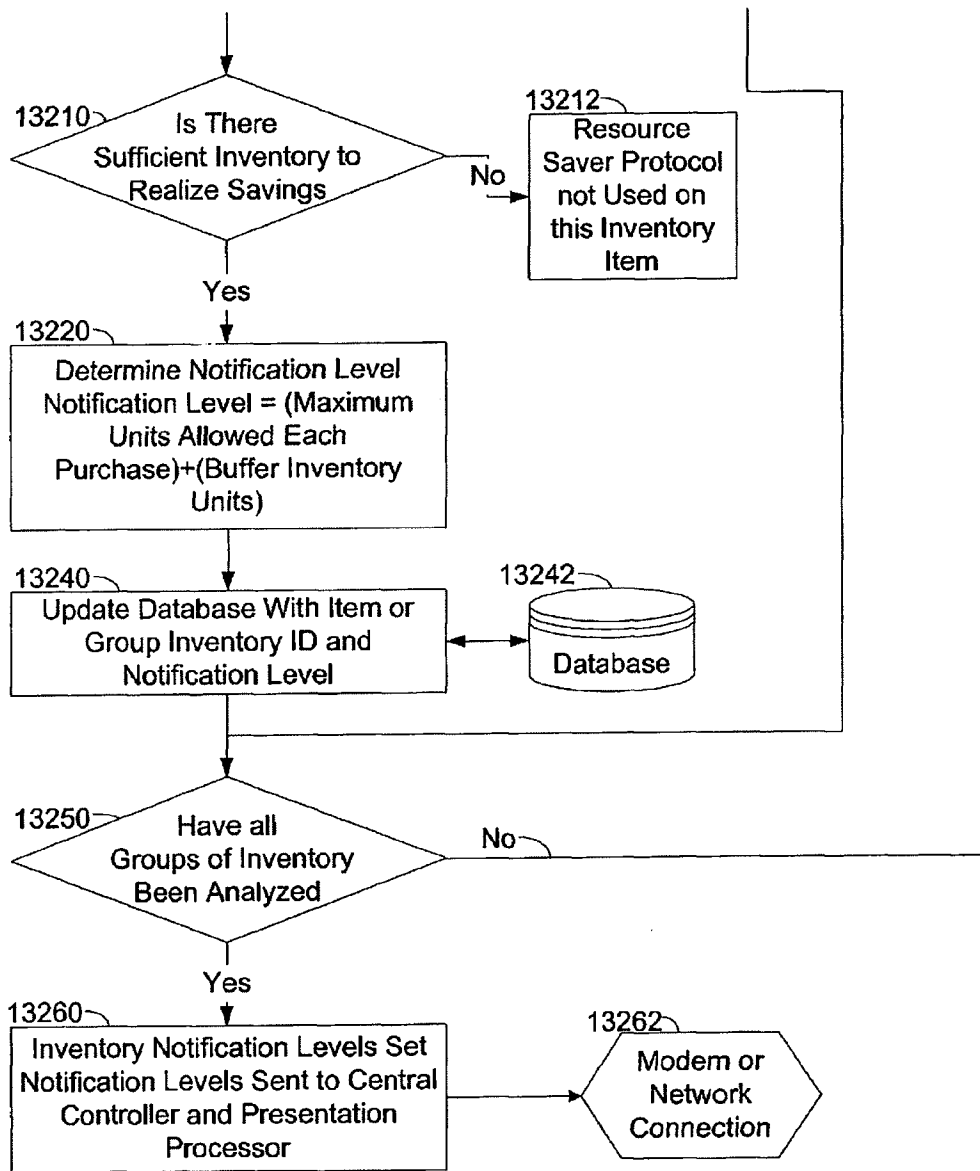 13210
Is There
Sufficient Inventory to
Realize Savings
No
13212
Resource
Saver Protocol
not Used on
this Inventory
Item
Yes
13220
Determine Notification Level
Notification Level = (Maximum
Units Allowed Each
Purchase)+(Buffer Inventory
Units)
13240
Update Database With Item or
Group Inventory ID and
Notification Level
13242
Database
13250
Have all
Groups of Inventory
Been Analyzed
No
Yes
13260
Inventory Notification Levels Set
Notification Levels Sent to Central
Controller and Presentation
Processor
13262
Modem or
Network
Connection